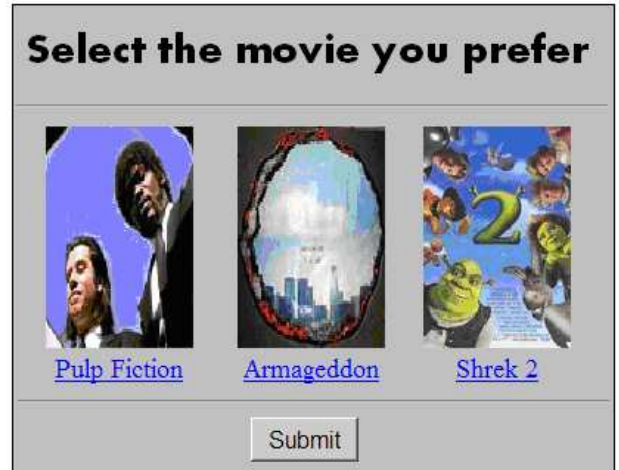 Select the movie you prefer
2
Pulp Fiction
Armageddon
Shrek 2
Submit